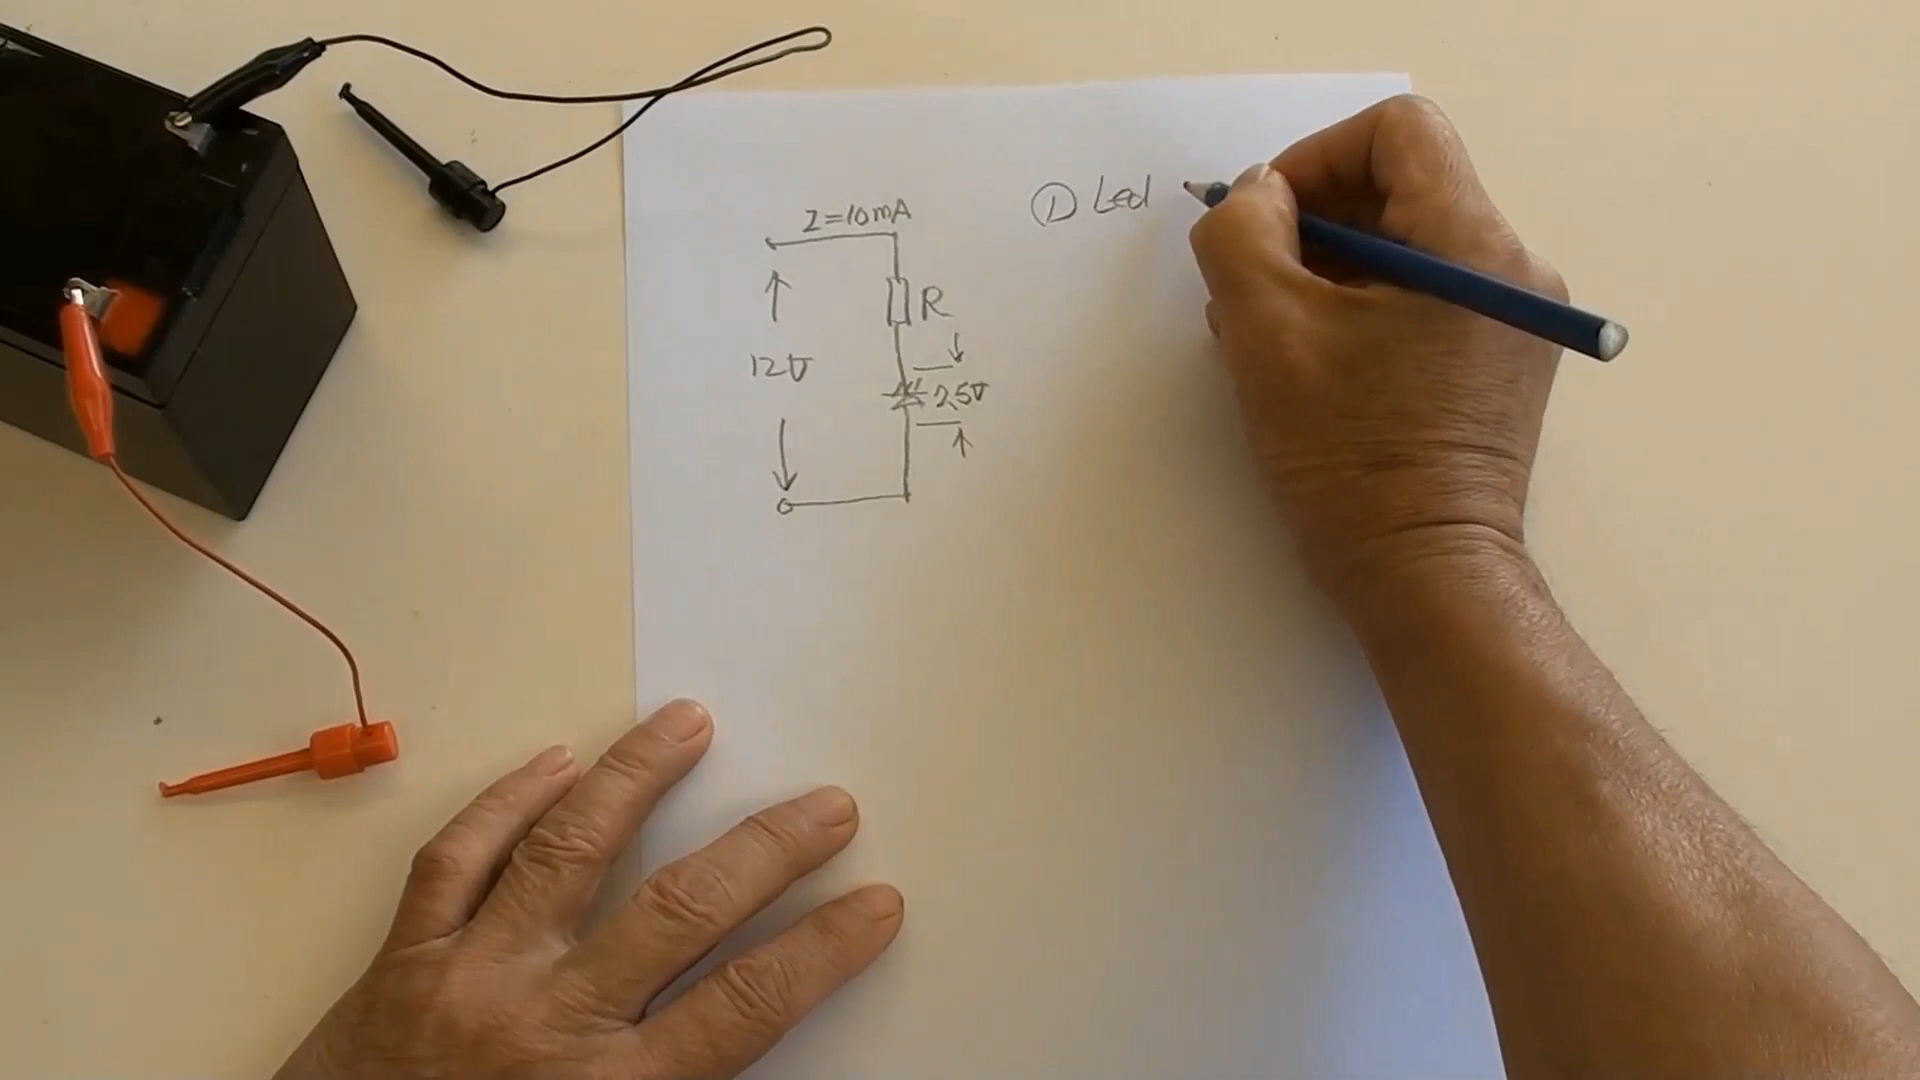 I=10mA
① Led
R
12V
2,5V